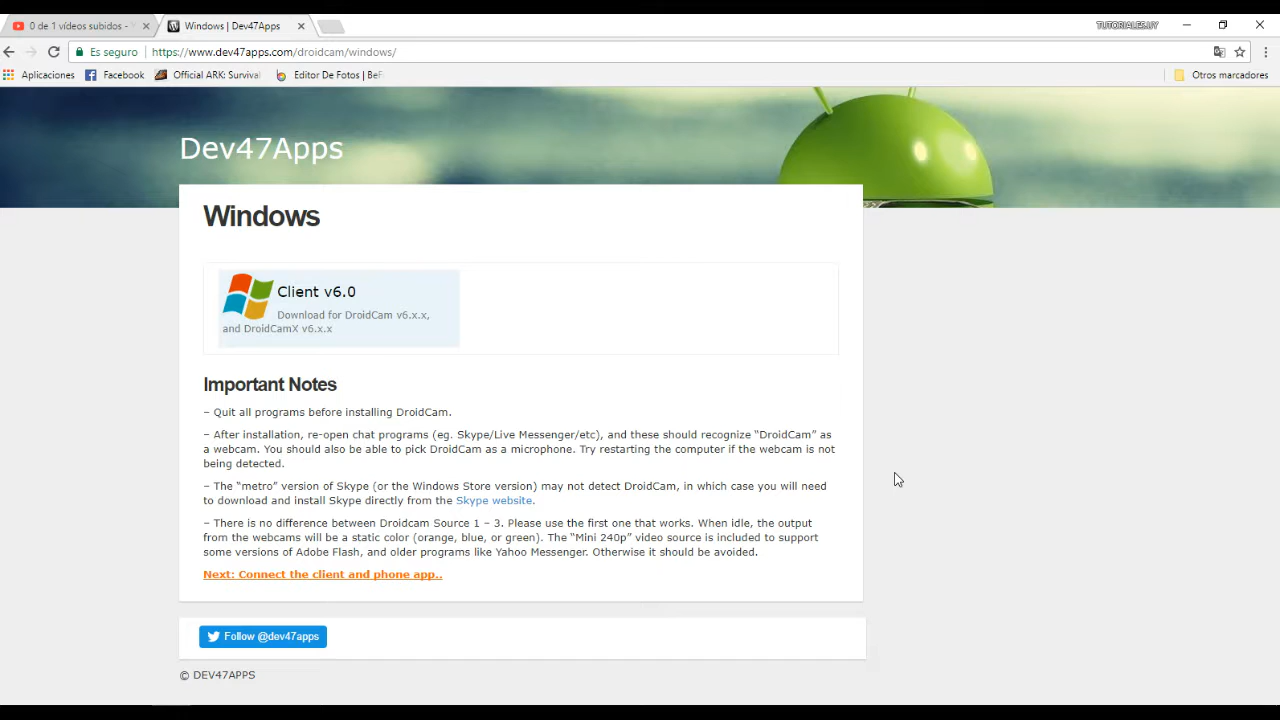 TUTORIALES.UY
0 de 1 vídeos subidos -
Windows | Dev47Apps
Es seguro
https://www.dev47apps.com/droidcam/windows/
Aplicaciones
Facebook
Official ARK: Survival
Editor De Fotos | BeF
Otros marcadores
Dev47Apps
Windows
Client v6.0
Download for DroidCam v6.x.x,
and DroidCamX v6.x.x
Important Notes
– Quit all programs before installing DroidCam.
– After installation, re-open chat programs (eg. Skype/Live Messenger/etc), and these should recognize “DroidCam” as
a webcam. You should also be able to pick DroidCam as a microphone. Try restarting the computer if the webcam is not
being detected.
– The “metro” version of Skype (or the Windows Store version) may not detect DroidCam, in which case you will need
to download and install Skype directly from the Skype website.
– There is no difference between Droidcam Source 1 – 3. Please use the first one that works. When idle, the output
from the webcams will be a static color (orange, blue, or green). The “Mini 240p” video source is included to support
some versions of Adobe Flash, and older programs like Yahoo Messenger. Otherwise it should be avoided.
Next: Connect the client and phone app..
Follow @dev47apps
© DEV47APPS